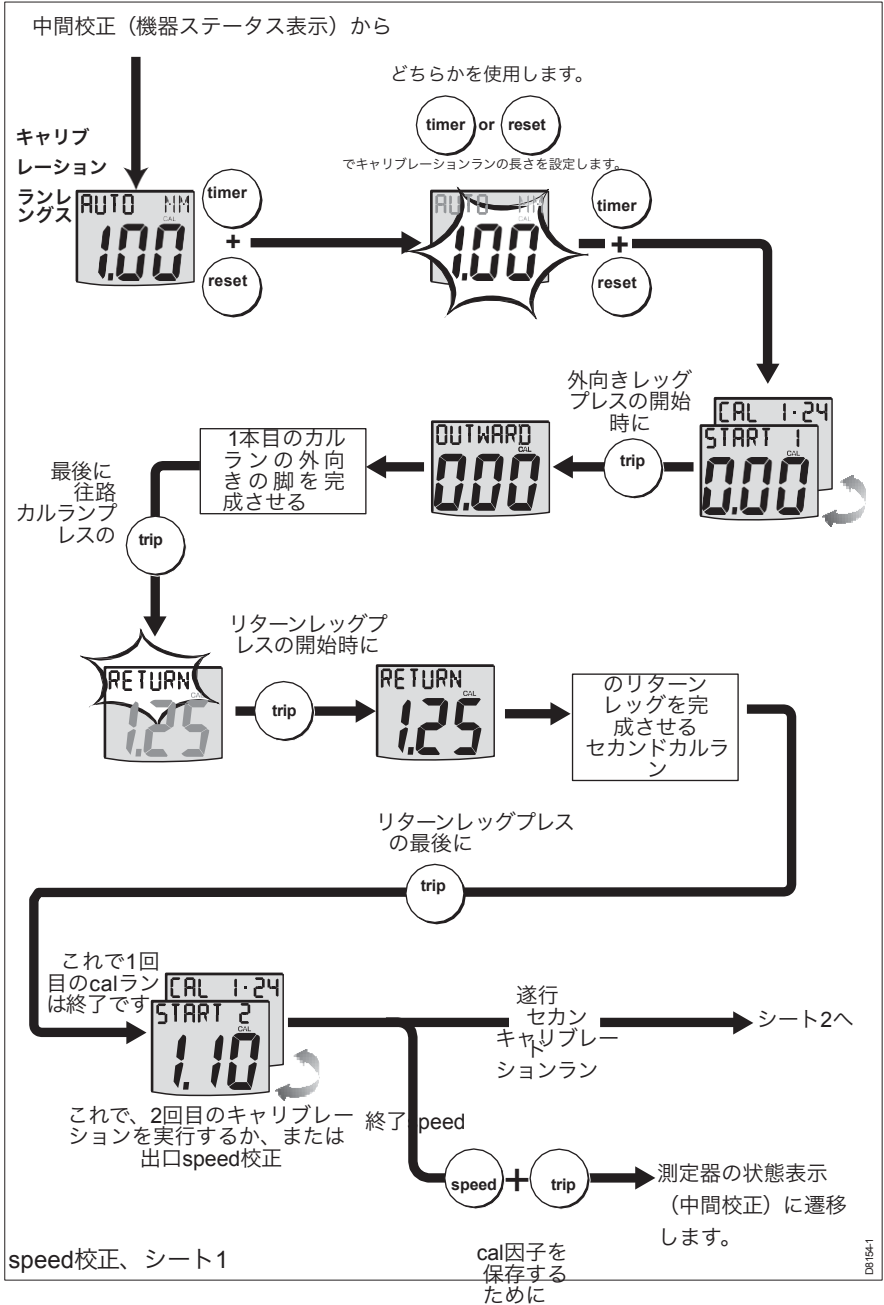 中間校正（機器ステータス表示）から
どちらかを使用します。
timer or reset
でキャリブレーションランの長さを設定します。
キャリブ
レーション
ランレ
ングス
AUTO NM
CAL
1.00
timer
+
reset
AUTO NM
1.00
timer
+
reset
外向きレッグ
プレスの開始
時に
trip
CAL 1·24
START 1
CAL
0.00
OUTWARD
CAL
0.00
1本目のカル
ランの外向
きの脚を完
成させる
最後に
往路
カルランプ
レスの
trip
RETURN
CAL
1.25
リターンレッグプ
レスの開始時に
trip
RETURN
CAL
1.25
のリターン
レッグを完
成させる
セカンドカルラ
ン
リターンレッグプレス
の最後に
trip
これで1回
目のcalラン
は終了です
CAL 1·24
START 2
CAL
1.10
これで、2回目のキャリブレー
ションを実行するか、または
出口speed校正
遂行
セカン
ド
キャリブレー
ションラン
シート2へ
終了speed
speed + trip
測定器の状態表示
（中間校正）に遷移
します。
cal因子を
保存する
ために
speed校正、シート1
D8154-1